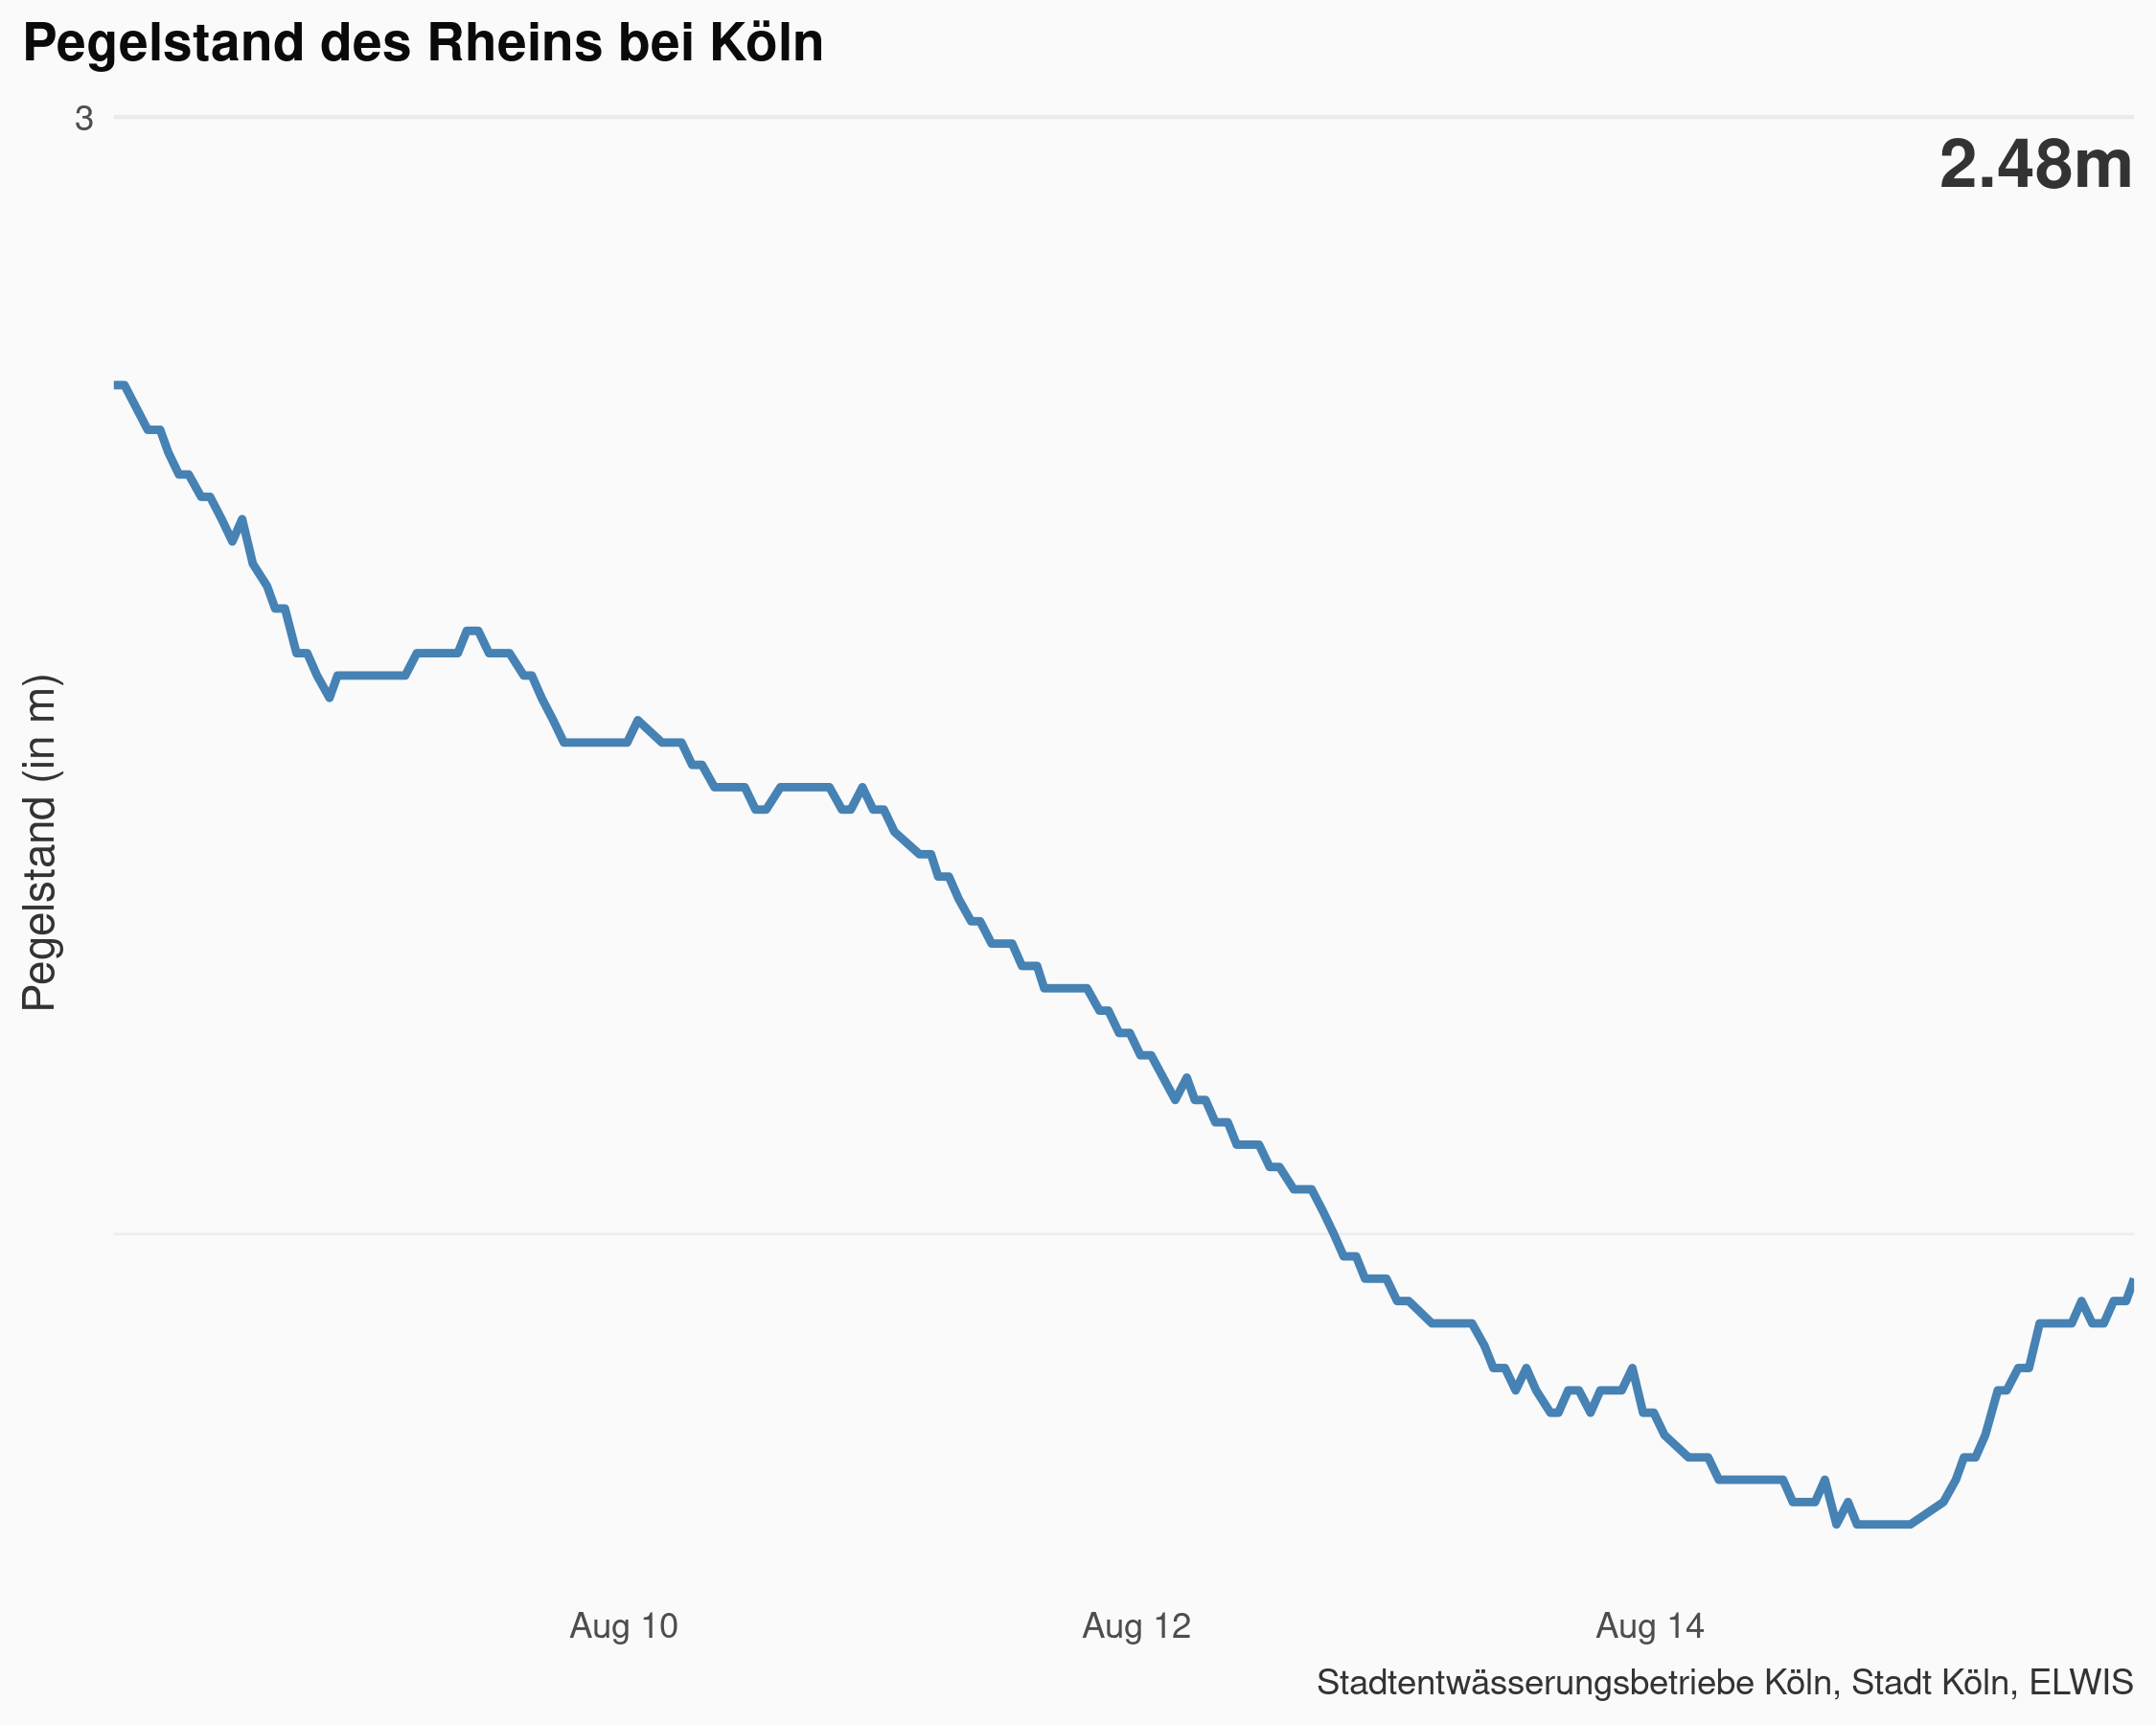 Pegelstand des Rheins bei Köln
3
2.48m
Pegelstand (in m)
Aug 10
Aug 12
Aug 14
Stadtentwässerungsbetriebe Köln, Stadt Köln, ELWIS